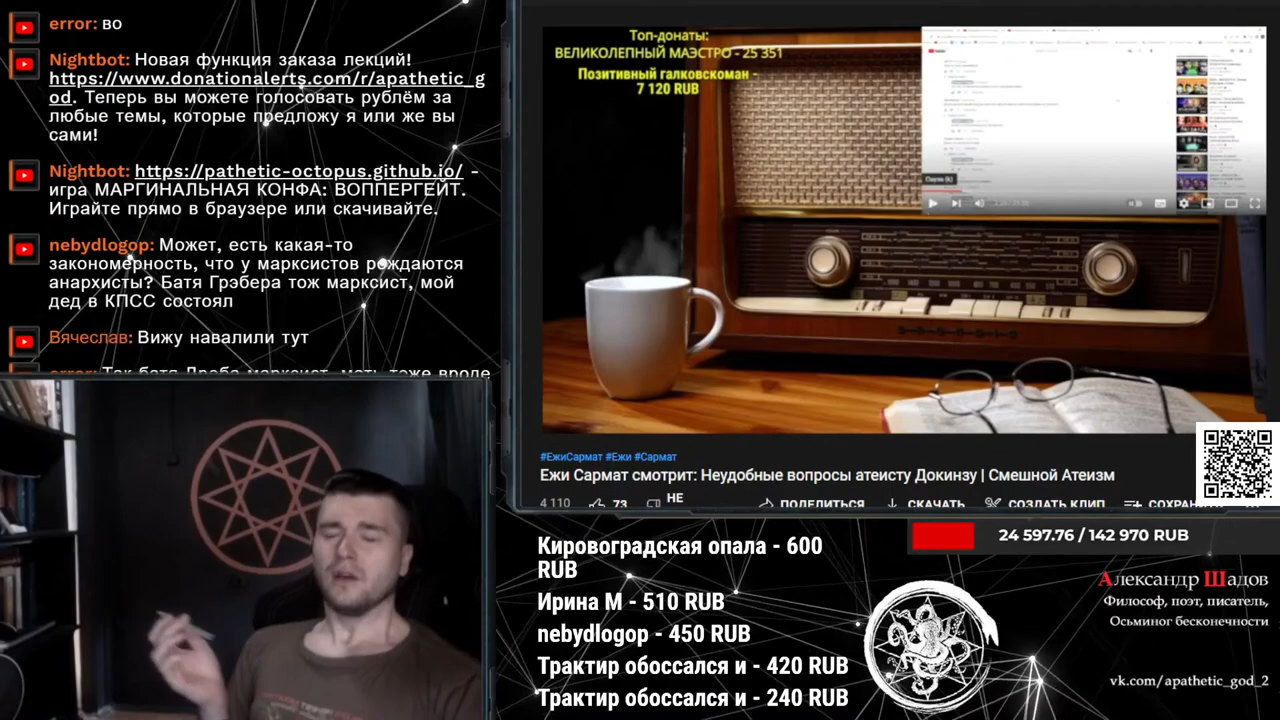 error: во
Nightbot: Новая функция заказа лекций!
https://www.donationalerts.com/r/apathetic_g
od. Теперь вы можете проголосовать рублём за
любые темы, которые предложу я или же вы
сами!
Nightbot: https://pathetic-octopus.github.io/ -
игра МАРГИНАЛЬНАЯ КОНФА: ВОППЕРГЕЙТ.
Играйте прямо в браузере или скачивайте.
nebydlogop: Может, есть какая-то
закономерность, что у марксистов рождаются
анархисты? Батя Грэбера тож марксист, мой
дед в КПСС состоял
Вячеслав: Вижу навалили тут
Топ-донаты:
ВЕЛИКОЛЕПНЫЙ МАЭСТРО - 25 351
Позитивный галковскоман -
7 120 RUB
Пауза (k)
#ЕжиСармат #Ежи #Сармат
Ежи Сармат смотрит: Неудобные вопросы атеисту Докинзу | Смешной Атеизм
4 110
73
НЕ
ПОДЕЛИТЬСЯ
СКАЧАТЬ
СОЗДАТЬ КЛИП
24 597.76 / 142 970 RUB
Кировоградская опала - 600
RUB
Ирина М - 510 RUB
nebydlogop - 450 RUB
Трактир обоссался и - 420 RUB
Трактир обоссался и - 240 RUB
Александр Шадов
Философ, поэт, писатель,
Осьминог бесконечности
vk.com/apathetic_god_2